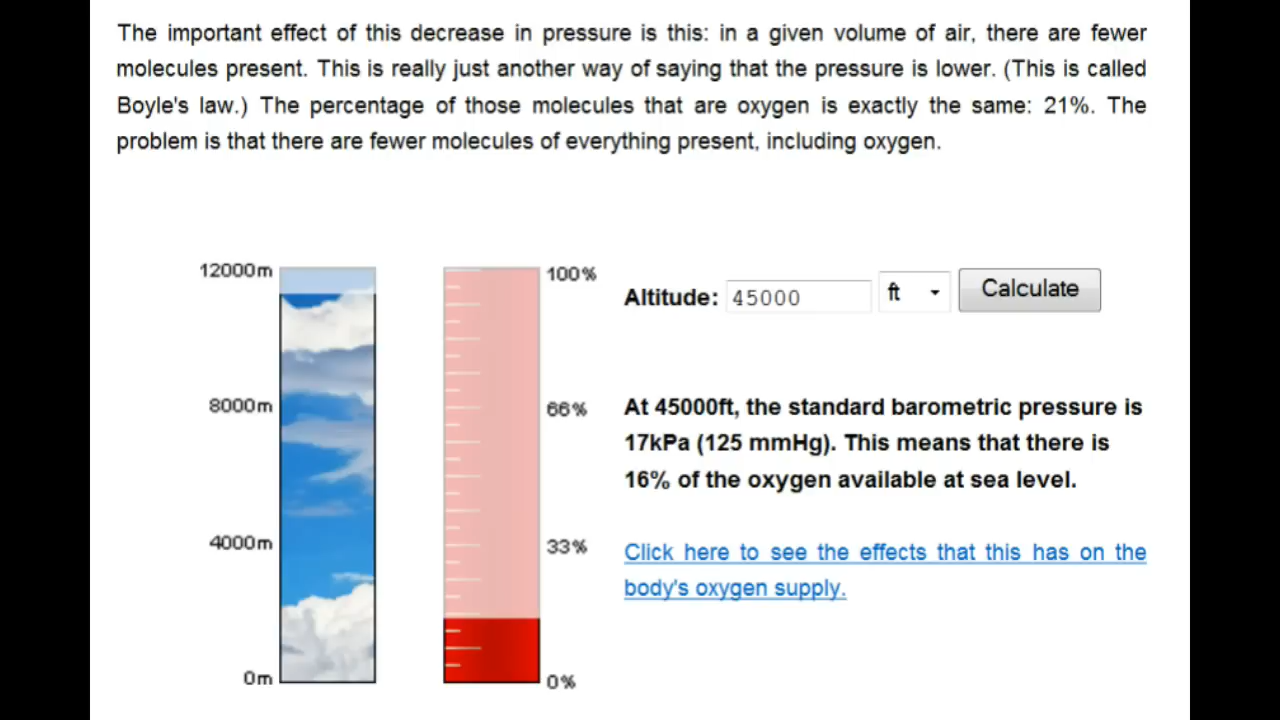 The important effect of this decrease in pressure is this: in a given volume of air, there are fewer
molecules present. This is really just another way of saying that the pressure is lower. (This is called
Boyle's law.) The percentage of those molecules that are oxygen is exactly the same: 21%. The
problem is that there are fewer molecules of everything present, including oxygen.
12000m
100%
Altitude: 45000 ft Calculate
8000m
66%
At 45000ft, the standard barometric pressure is
17kPa (125 mmHg). This means that there is
16% of the oxygen available at sea level.
4000m
33%
Click here to see the effects that this has on the
body's oxygen supply.
0m
0%